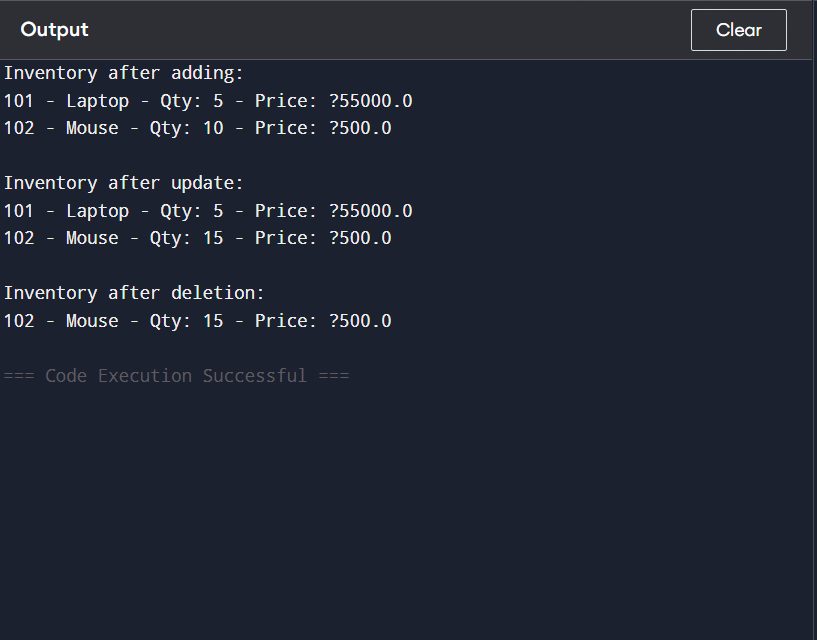 Output
Clear
Inventory after adding:
101 - Laptop - Qty: 5 - Price: ?55000.0
102 - Mouse - Qty: 10 - Price: ?500.0
Inventory after update:
101 - Laptop - Qty: 5 - Price: ?55000.0
102 - Mouse - Qty: 15 - Price: ?500.0
Inventory after deletion:
102 - Mouse - Qty: 15 - Price: ?500.0
=== Code Execution Successful ===